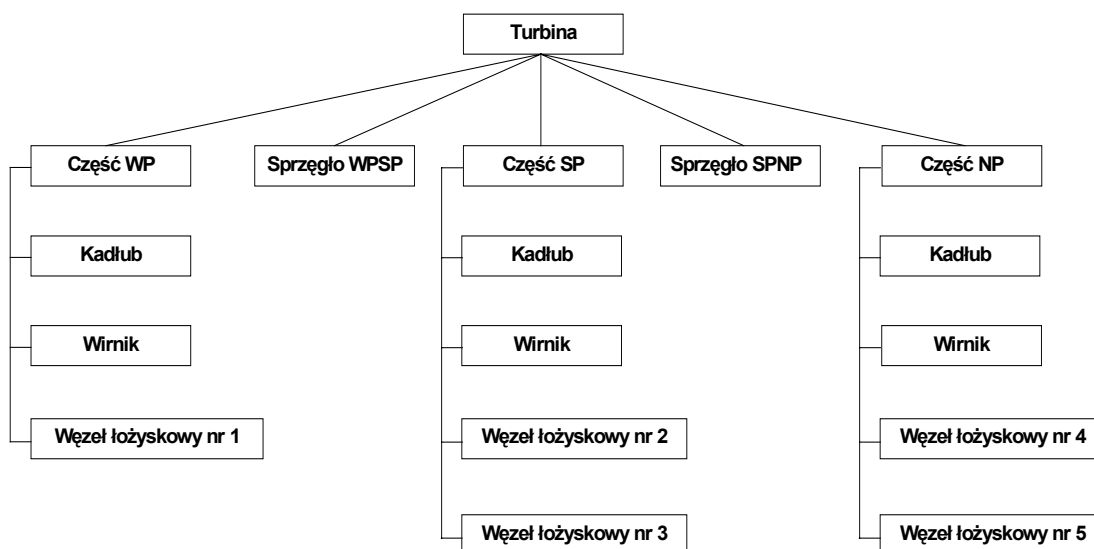 Turbina
Część WP
Sprzęgło WPSP
Część SP
Sprzęgło SPNP
Część NP
Kadłub
Kadłub
Kadłub
Wirnik
Wirnik
Wirnik
Węzeł łożyskowy nr 1
Węzeł łożyskowy nr 2
Węzeł łożyskowy nr 4
Węzeł łożyskowy nr 3
Węzeł łożyskowy nr 5